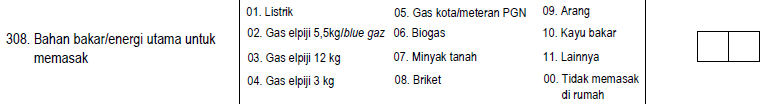 308. Bahan bakar/energi utama untuk
memasak
01. Listrik
02. Gas elpiji 5,5kg/blue gaz
03. Gas elpiji 12 kg
04. Gas elpiji 3 kg
05. Gas kota/meteran PGN
06. Biogas
07. Minyak tanah
08. Briket
09. Arang
10. Kayu bakar
11. Lainnya
00. Tidak memasak
di rumah